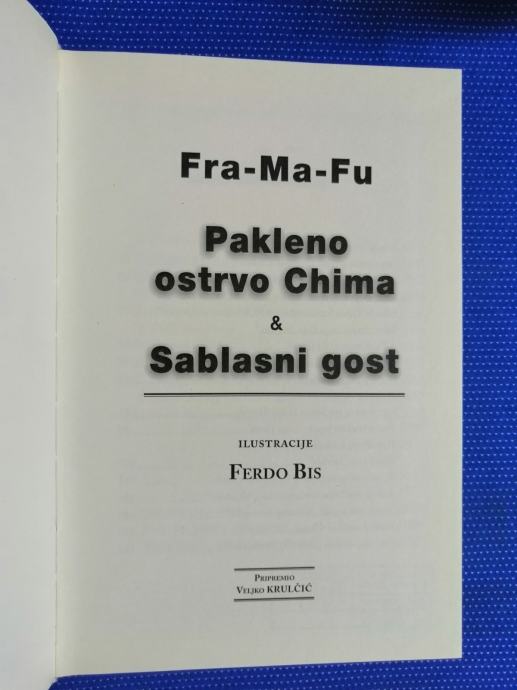 Fra-Ma-Fu
Pakleno
ostrvo Chima
&
Sablasni gost
ILUSTRACIJE
FERDO BIS
PRIPREMIO
VELJKO KRULČIĆ